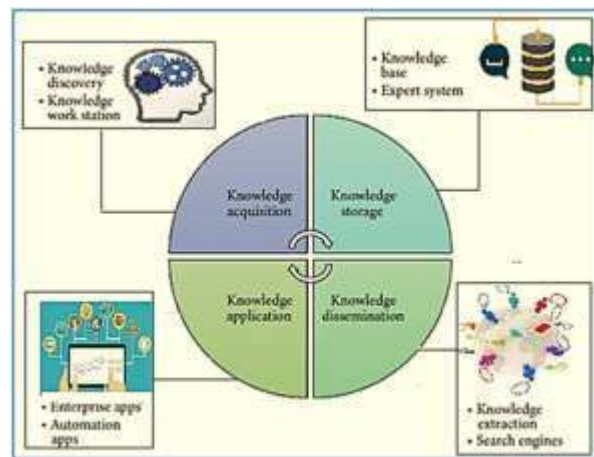 • Knowledge
discovery
• Knowledge
work station
• Knowledge
base
• Expert system
Knowledge
acquisition
Knowledge
storage
Knowledge
application
Knowledge
dissemination
• Enterprise apps
• Automation
apps
• Knowledge
extraction
• Search engines